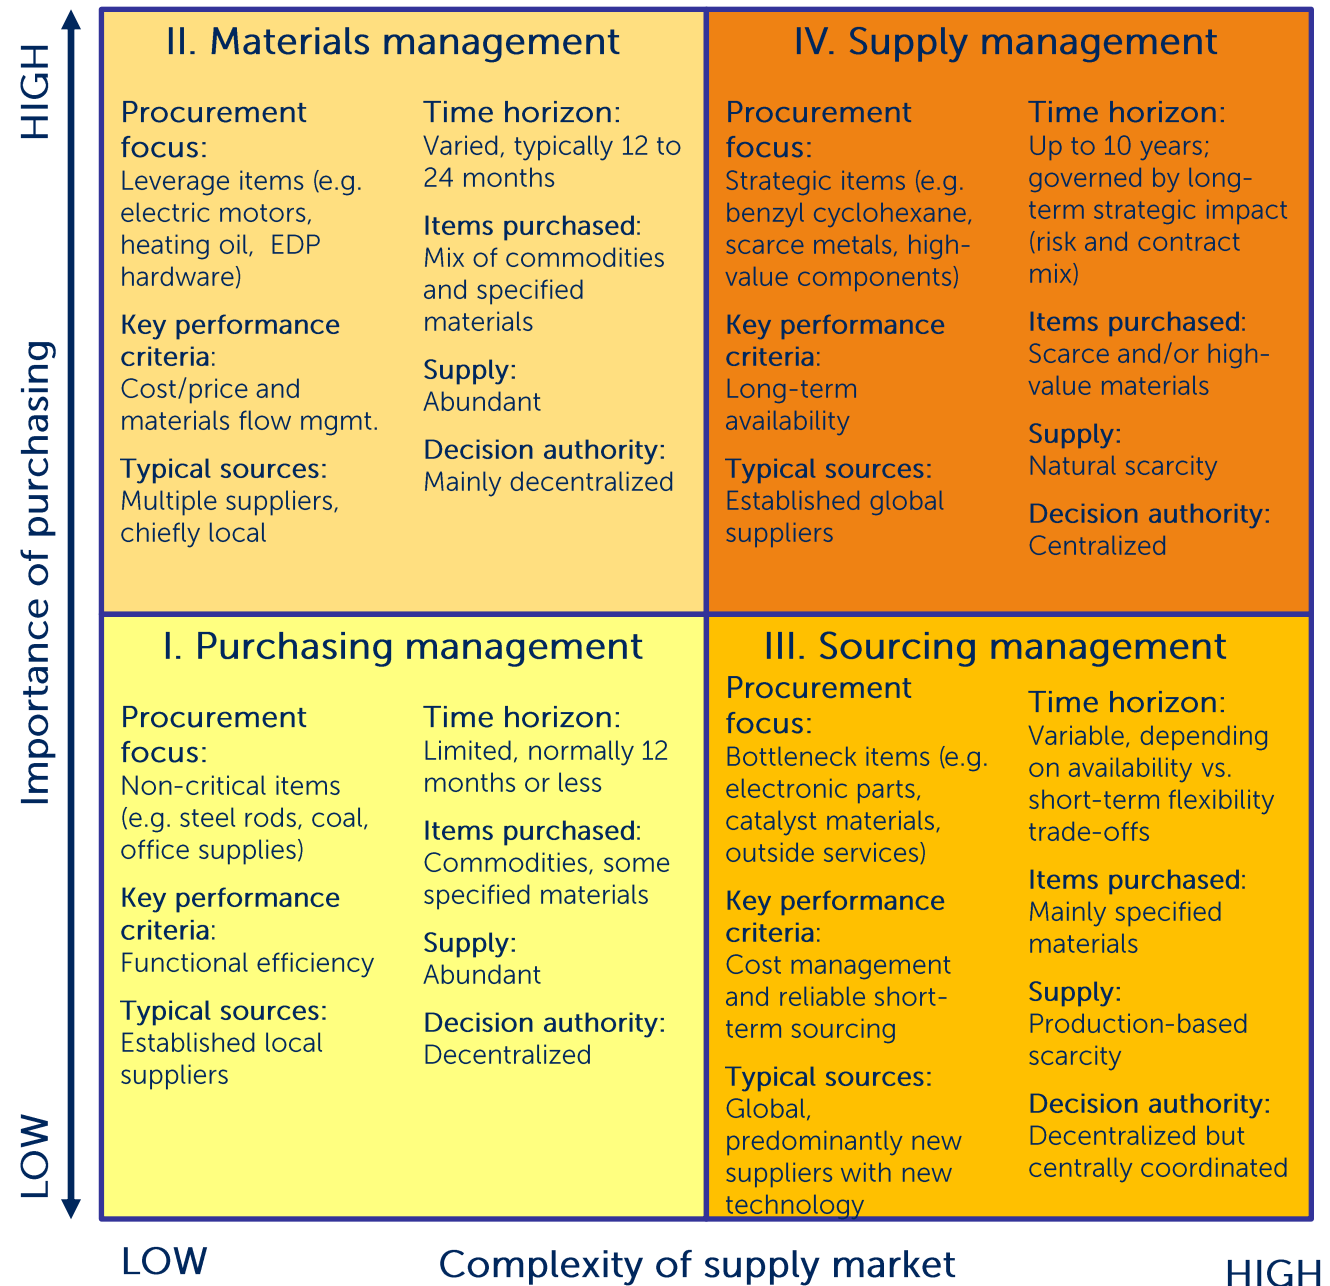 HIGH
Importance of purchasing
LOW
II. Materials management
Procurement
focus:
Leverage items (e.g.
electric motors,
heating oil,  EDP
hardware)
Key performance
criteria:
Cost/price and
materials flow mgmt.
Typical sources:
Multiple suppliers,
chiefly local
Time horizon:
Varied, typically 12 to
24 months
Items purchased:
Mix of commodities
and specified
materials
Supply:
Abundant
Decision authority:
Mainly decentralized
IV. Supply management
Procurement
focus:
Strategic items (e.g.
benzyl cyclohexane,
scarce metals, high-
value components)
Key performance
criteria:
Long-term
availability
Typical sources:
Established global
suppliers
Time horizon:
Up to 10 years;
governed by long-
term strategic impact
(risk and contract
mix)
Items purchased:
Scarce and/or high-
value materials
Supply:
Natural scarcity
Decision authority:
Centralized
I. Purchasing management
Procurement
focus:
Non-critical items
(e.g. steel rods, coal,
office supplies)
Key performance
criteria:
Functional efficiency
Typical sources:
Established local
suppliers
Time horizon:
Limited, normally 12
months or less
Items purchased:
Commodities, some
specified materials
Supply:
Abundant
Decision authority:
Decentralized
III. Sourcing management
Procurement
focus:
Bottleneck items (e.g.
electronic parts,
catalyst materials,
outside services)
Key performance
criteria:
Cost management
and reliable short-
term sourcing
Typical sources:
Global,
predominantly new
suppliers with new
technology
Time horizon:
Variable, depending
on availability vs.
short-term flexibility
trade-offs
Items purchased:
Mainly specified
materials
Supply:
Production-based
scarcity
Decision authority:
Decentralized but
centrally coordinated
LOW
Complexity of supply market
HIGH